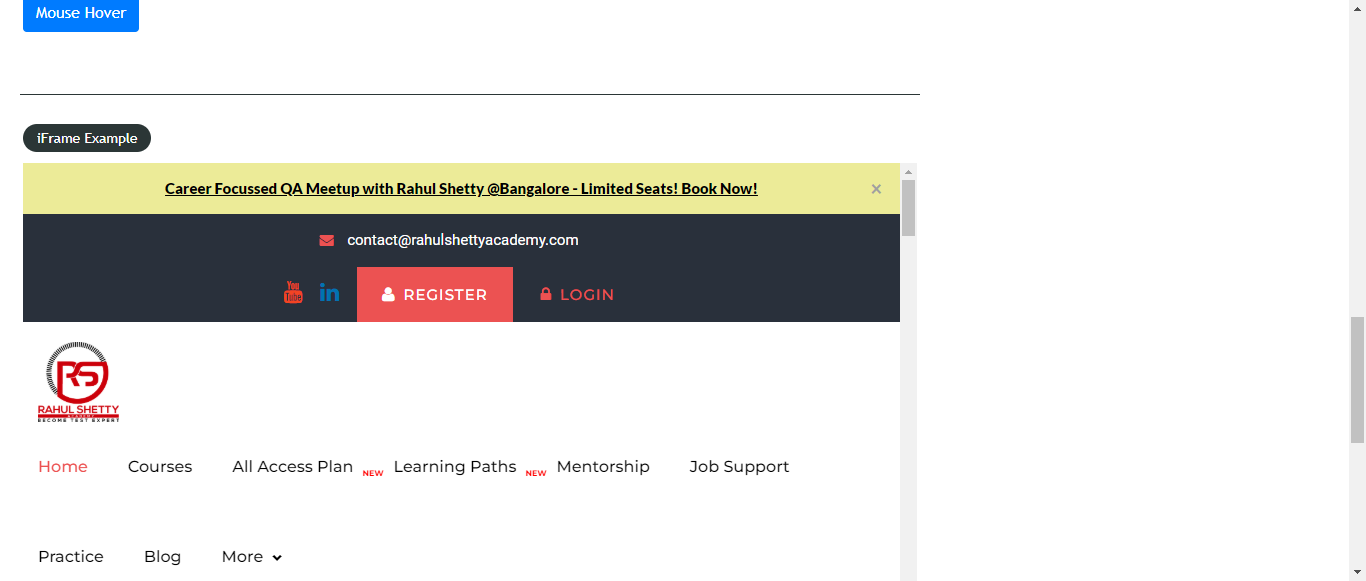 Mouse Hover
iFrame Example
Career Focussed QA Meetup with Rahul Shetty @Bangalore - Limited Seats! Book Now! ×
contact@rahulshettyacademy.com
You Tube in REGISTER LOGIN
RS
RAHUL SHETTY
ACADEMY
BECOME TEST EXPERT
Home Courses All Access Plan NEW Learning Paths NEW Mentorship Job Support
Practice Blog More